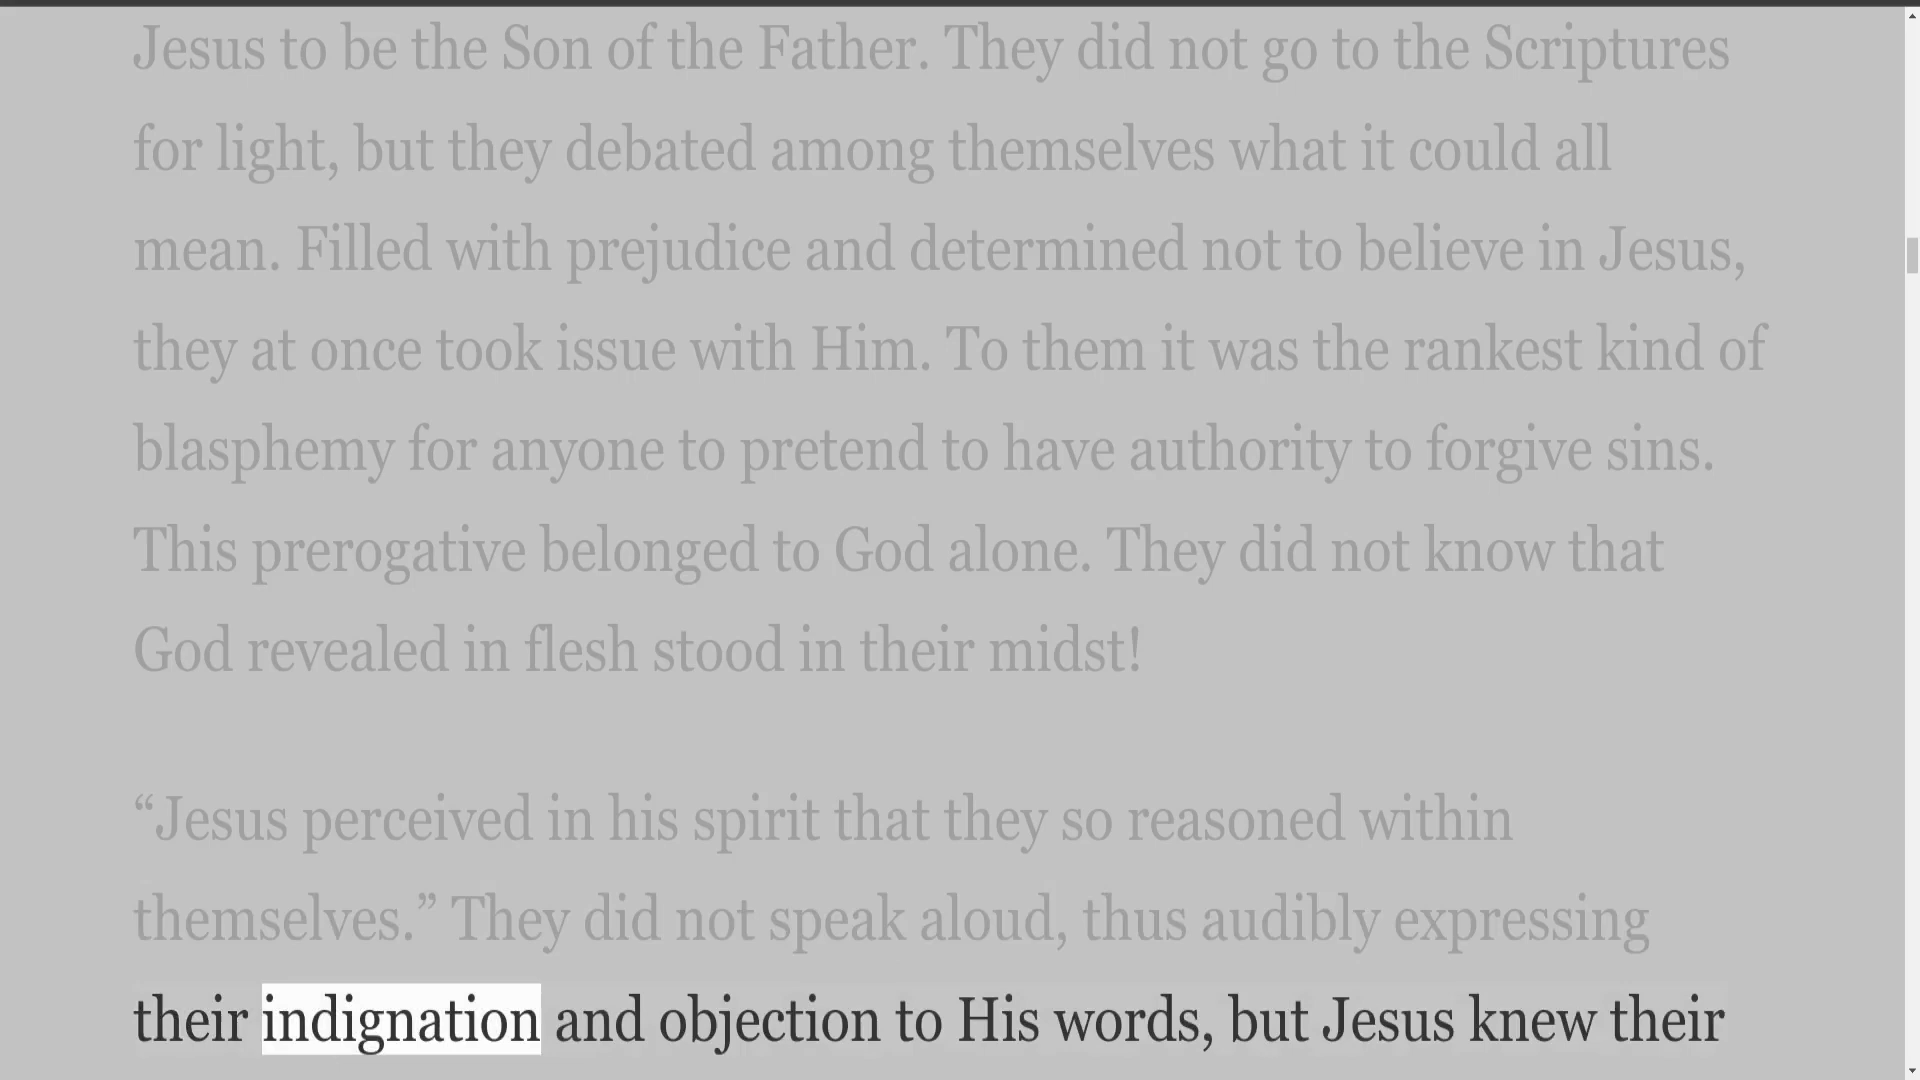 Jesus to be the Son of the Father. They did not go to the Scriptures
for light, but they debated among themselves what it could all
mean. Filled with prejudice and determined not to believe in Jesus,
they at once took issue with Him. To them it was the rankest kind of
blasphemy for anyone to pretend to have authority to forgive sins.
This prerogative belonged to God alone. They did not know that
God revealed in flesh stood in their midst!
“Jesus perceived in his spirit that they so reasoned within
themselves.” They did not speak aloud, thus audibly expressing
their indignation and objection to His words, but Jesus knew their